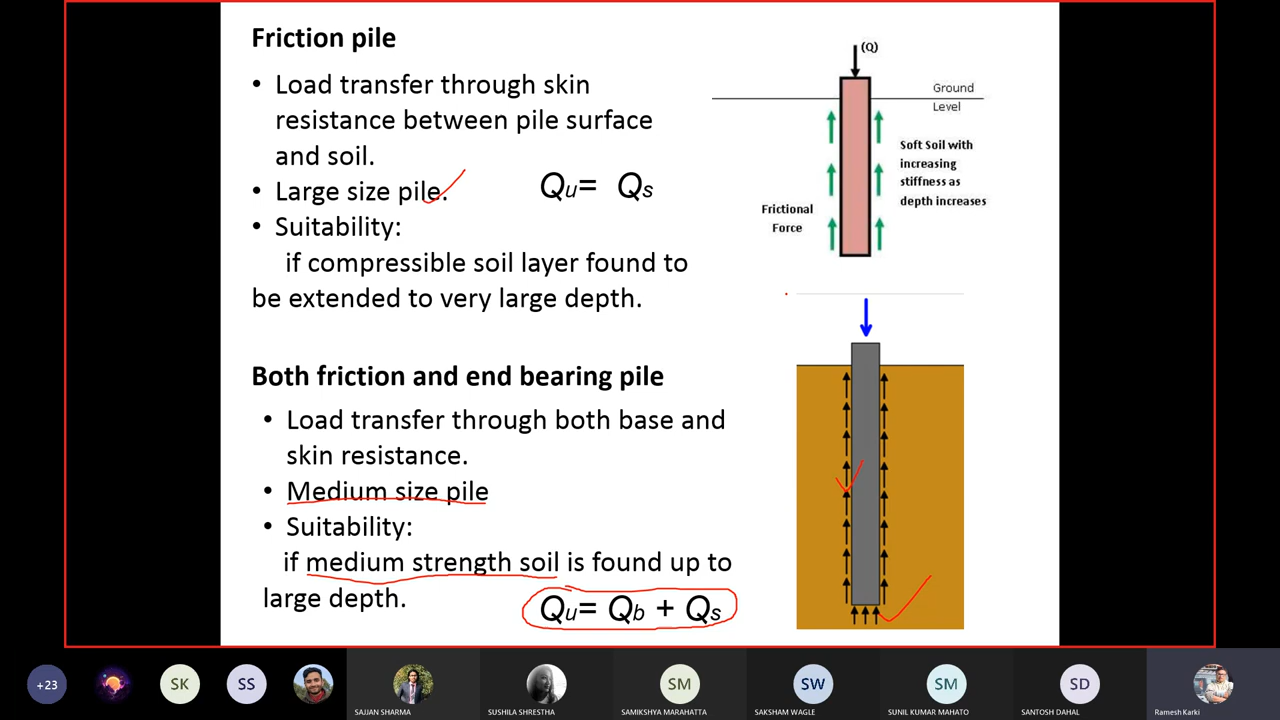 Friction pile
• Load transfer through skin
resistance between pile surface
and soil.
• Large size pile.
Qu= Qs
• Suitability:
if compressible soil layer found to
be extended to very large depth.
(Q)
Ground
Level
Soft Soil with
increasing
stiffness as
depth increases
Frictional
Force
Both friction and end bearing pile
• Load transfer through both base and
skin resistance.
• Medium size pile
• Suitability:
if medium strength soil is found up to
large depth.
Qu= Qb + Qs
+23
SK
SS
SAJJAN SHARMA
SUSHILA SHRESTHA
SM
SAMIKSHYA MARAHATTA
SW
SAKSHAM WAGLE
SM
SUNIL KUMAR MAHATO
SD
SANTOSH DAHAL
Ramesh Karki